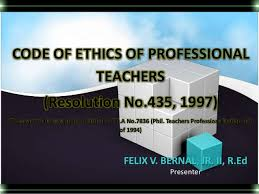 CODE OF ETHICS OF PROFESSIONAL
TEACHERS
(Resolution No.435, 1997)
R.A No.7836 (Phil. Teachers Professional
of 1994)
FELIX V. BERNAL, JR. II, R.Ed
Presenter